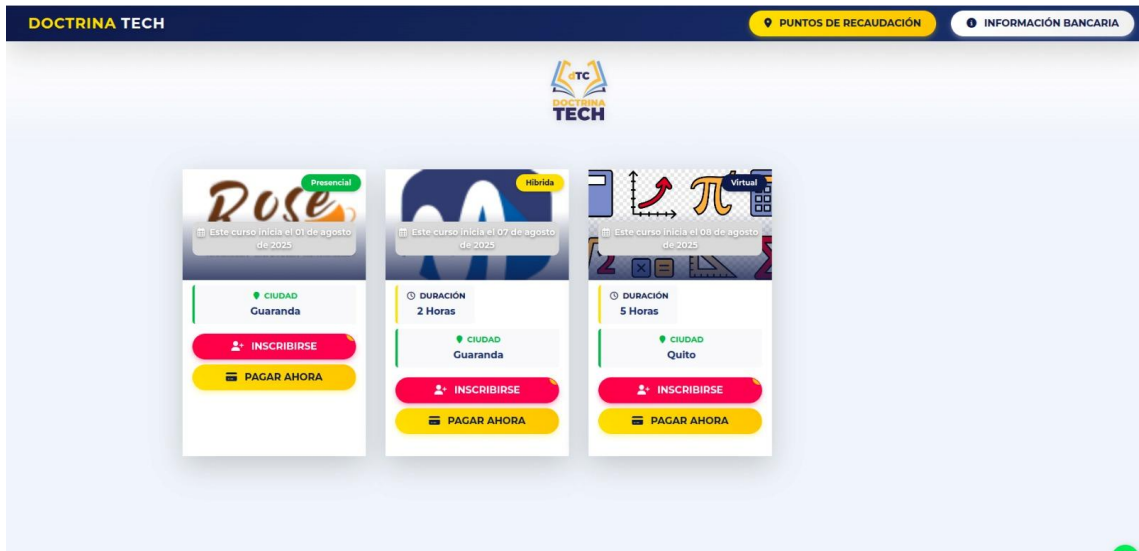 DOCTRINA TECH
PUNTOS DE RECAUDACIÓN
INFORMACIÓN BANCARIA
dTC
DOCTRINA
TECH
Rose
Presencial
Este curso inicia el 01 de agosto
de 2025
CIUDAD
Guaranda
INSCRIBIRSE
PAGAR AHORA
Híbrida
Este curso inicia el 07 de agosto
de 2025
DURACIÓN
2 Horas
CIUDAD
Guaranda
INSCRIBIRSE
PAGAR AHORA
π
Virtual
Este curso inicia el 08 de agosto
de 2025
√2
DURACIÓN
5 Horas
CIUDAD
Quito
INSCRIBIRSE
PAGAR AHORA